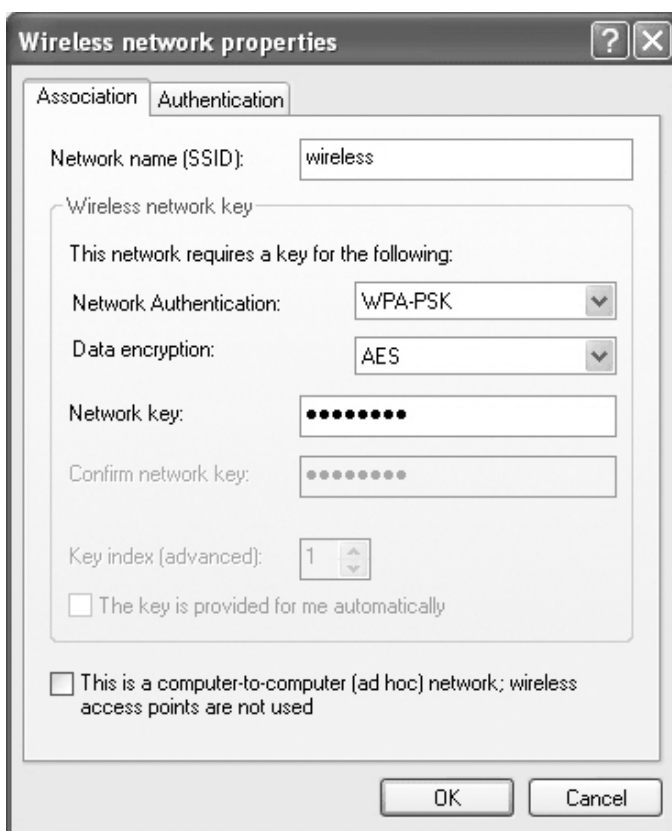 Wireless network properties
Association
Authentication
Network name (SSID):
wireless
Wireless network key
This network requires a key for the following:
Network Authentication:
WPA-PSK
Data encryption:
AES
Network key:
••••••••
Confirm network key:
••••••••
Key index (advanced):
1
The key is provided for me automatically
This is a computer-to-computer (ad hoc) network; wireless
access points are not used
OK
Cancel